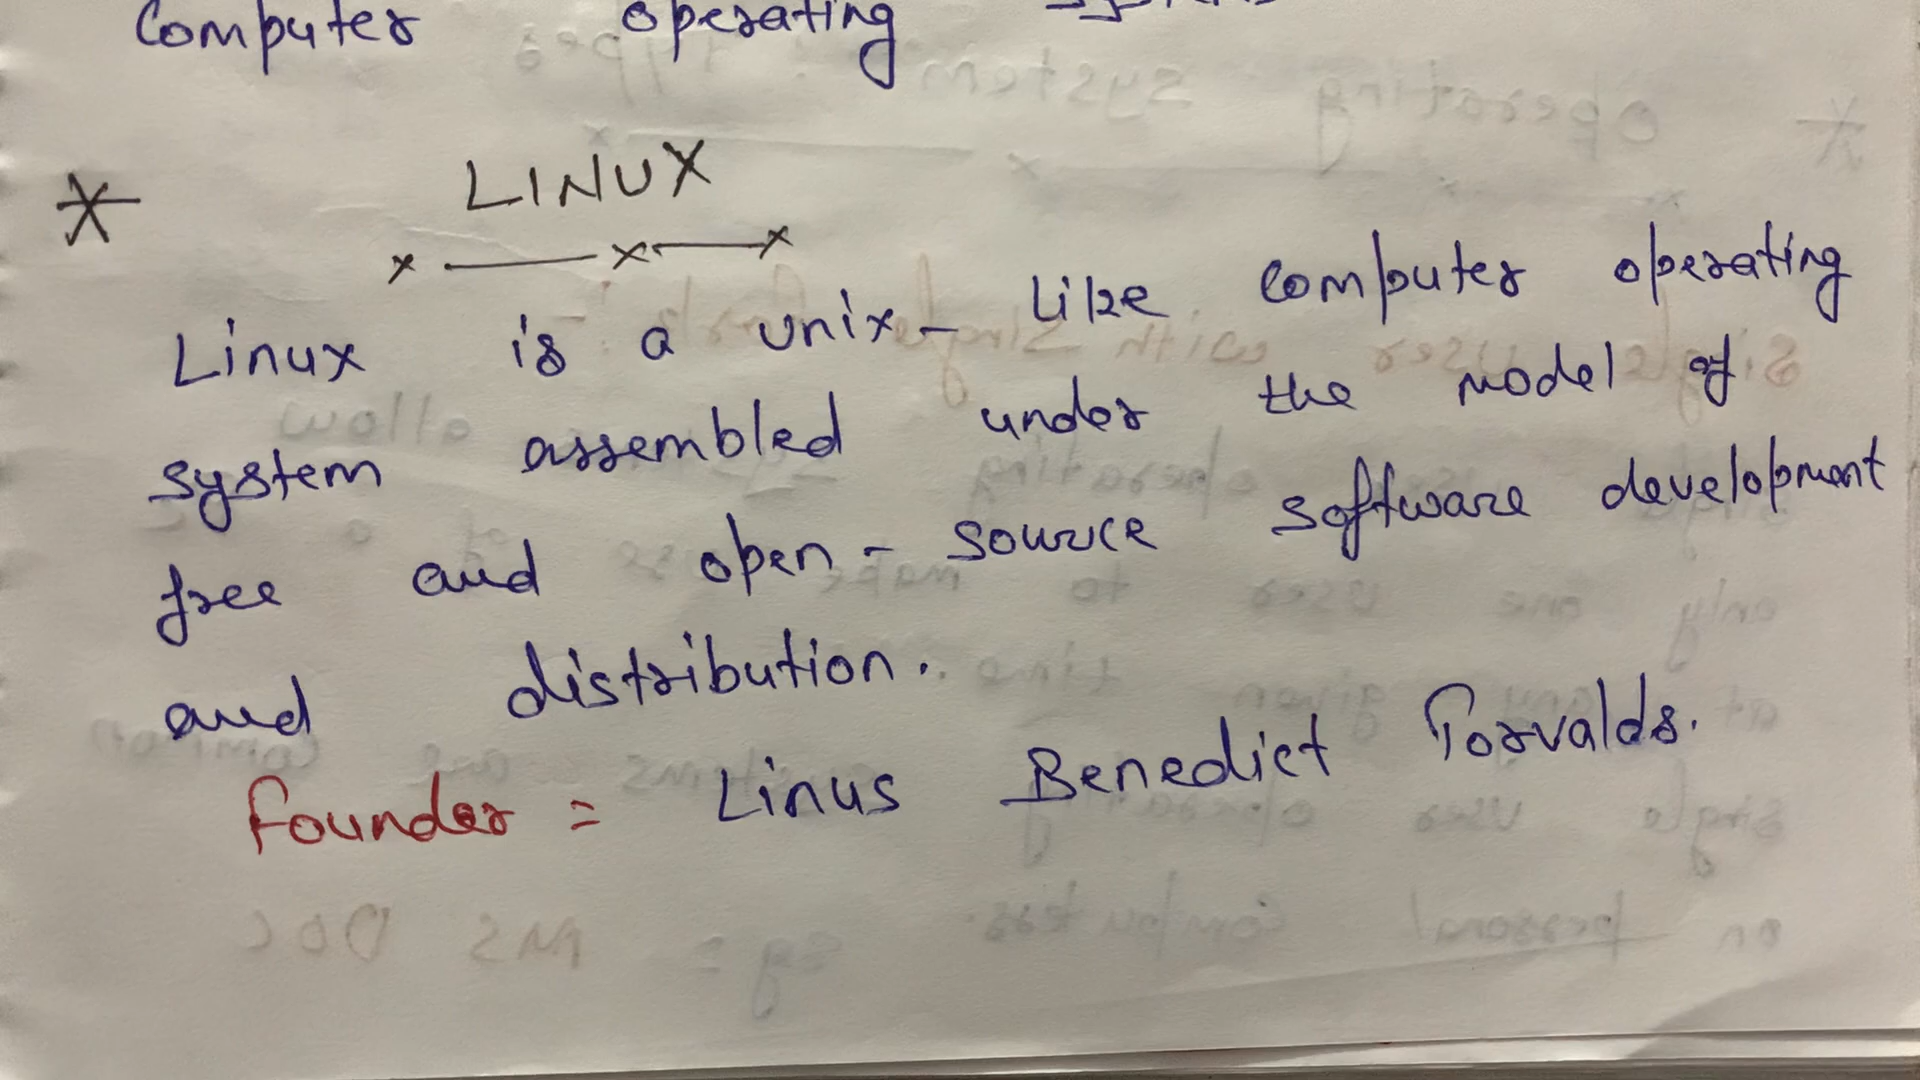 Computer operating
* LINUX
Linux is a unix- like computer operating
system assembled under the model of
free and open - source software development
and distribution.
founder = Linus Benedict Torvalds.